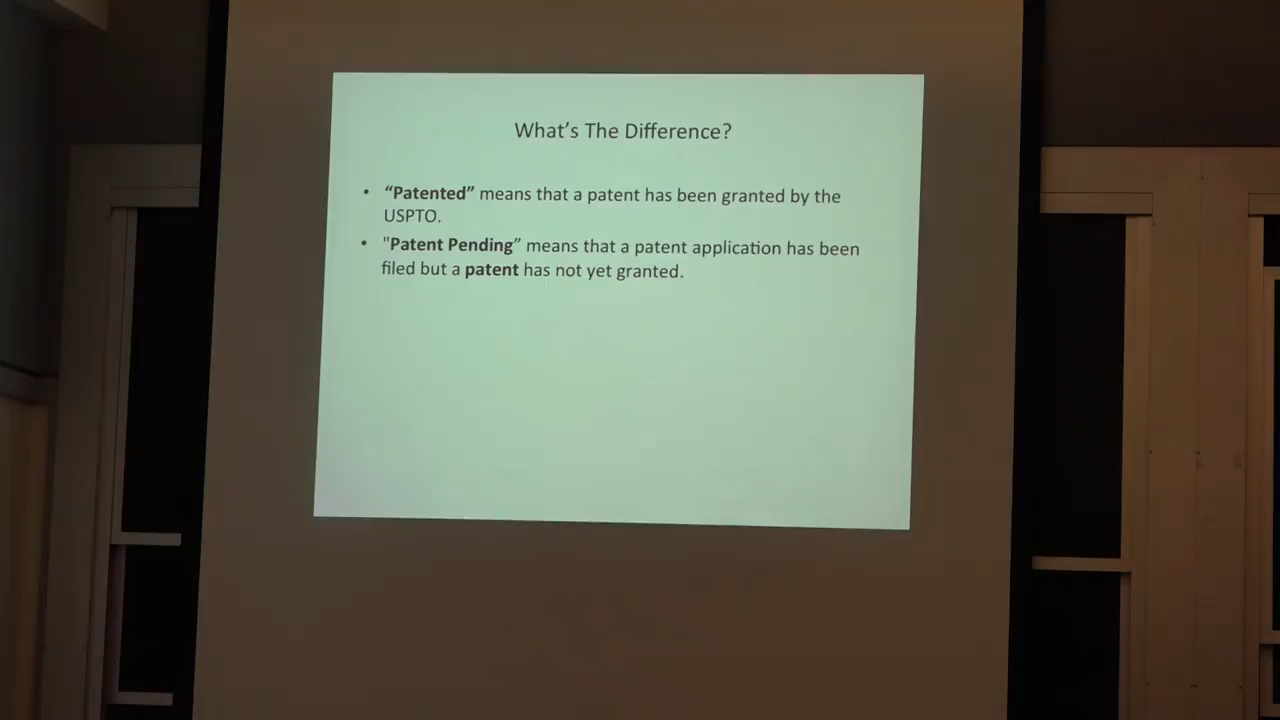 What's The Difference?
• “Patented” means that a patent has been granted by the
USPTO.
• "Patent Pending” means that a patent application has been
filed but a patent has not yet granted.